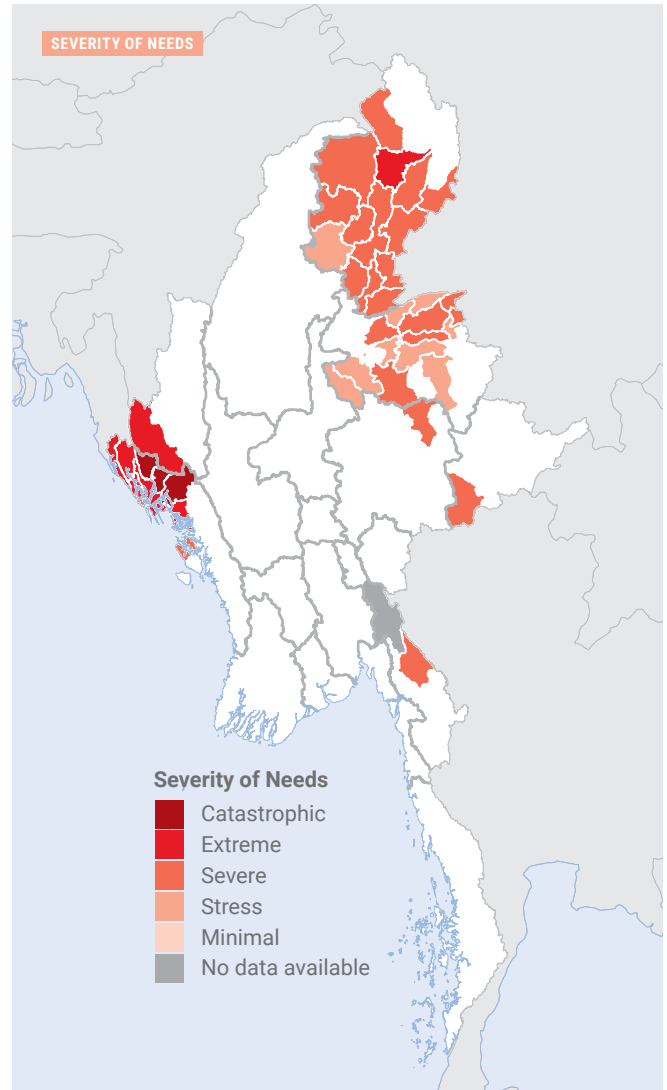 SEVERITY OF NEEDS
Severity of Needs
Catastrophic
Extreme
Severe
Stress
Minimal
No data available